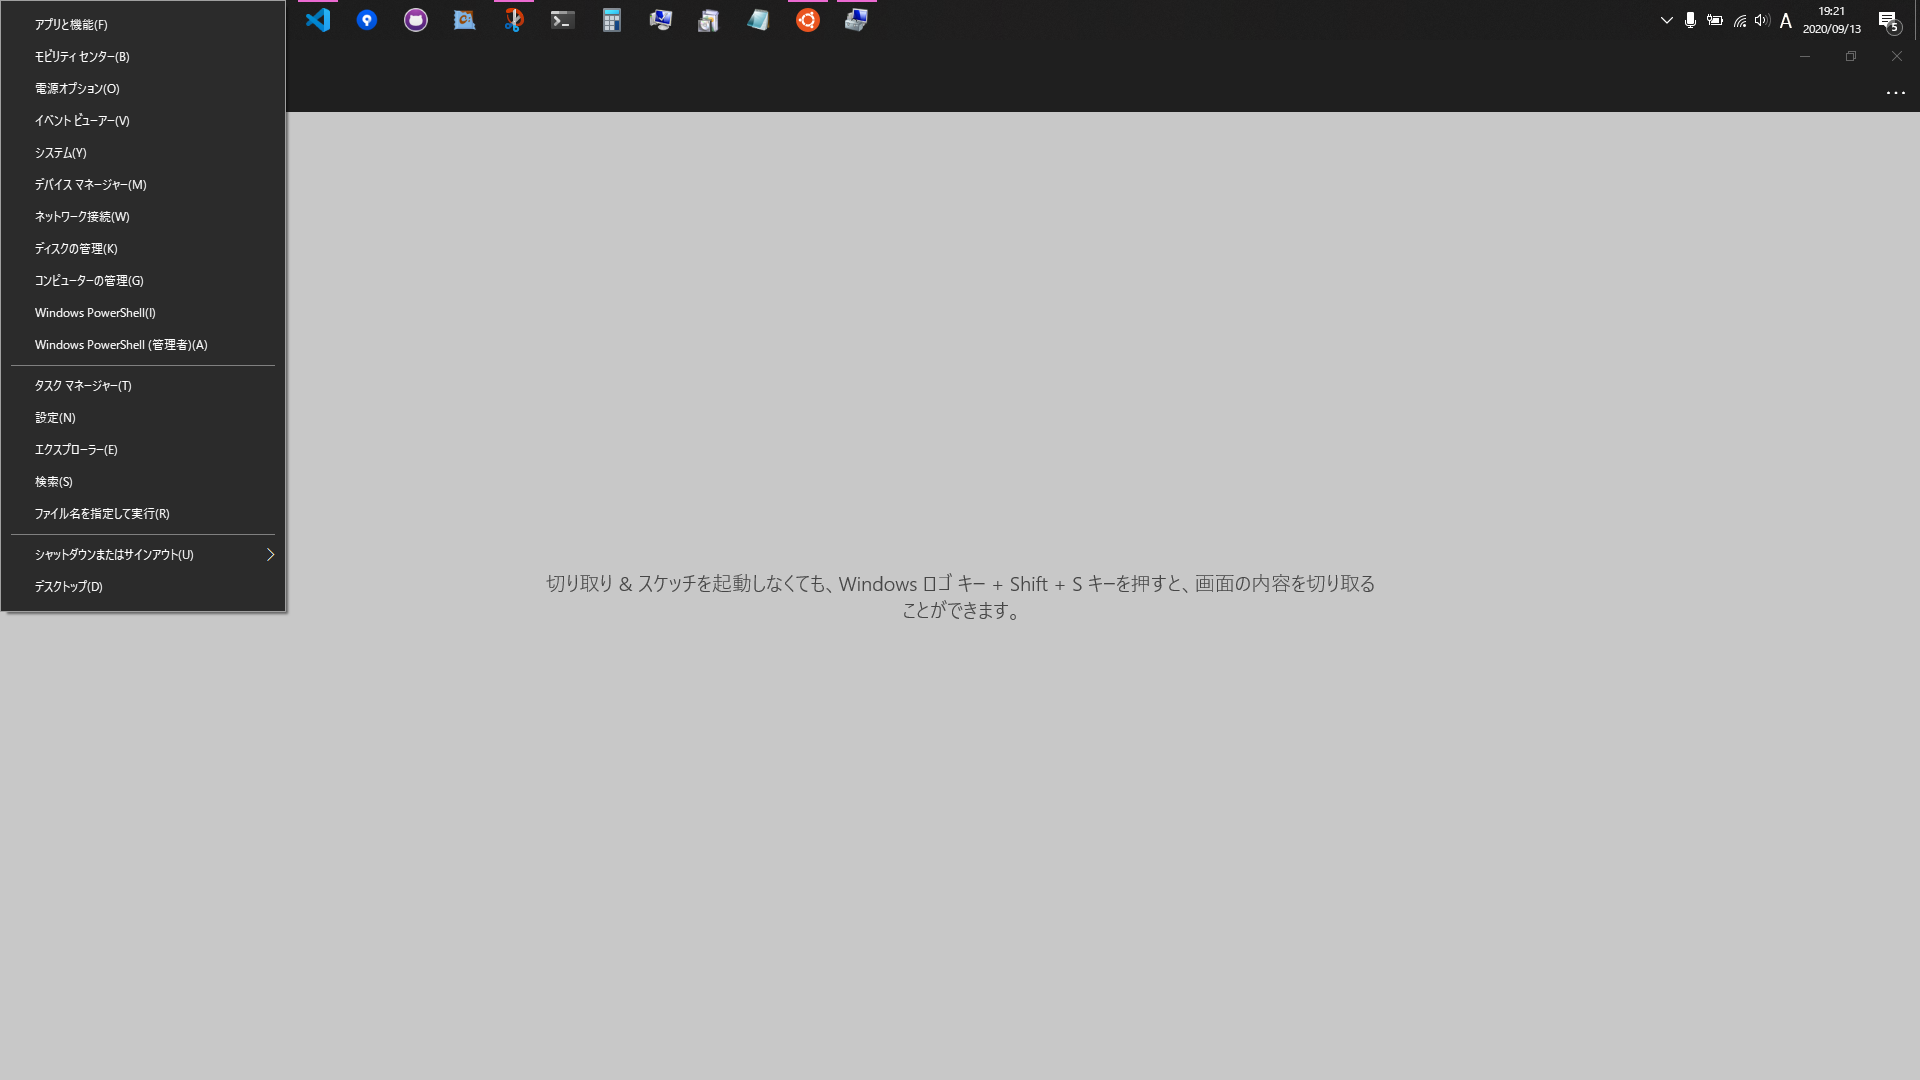 アプリと機能(F)
モビリティ センター(B)
電源オプション(O)
イベント ビューアー(V)
システム(Y)
デバイス マネージャー(M)
ネットワーク接続(W)
ディスクの管理(K)
コンピューターの管理(G)
Windows PowerShell(I)
Windows PowerShell (管理者)(A)
タスク マネージャー(T)
設定(N)
エクスプローラー(E)
検索(S)
ファイル名を指定して実行(R)
シャットダウンまたはサインアウト(U)
デスクトップ(D)
A
19:21
2020/09/13
5
切り取り & スケッチを起動しなくても、Windows ロゴ キー + Shift + S キーを押すと、画面の内容を切り取る
ことができます。